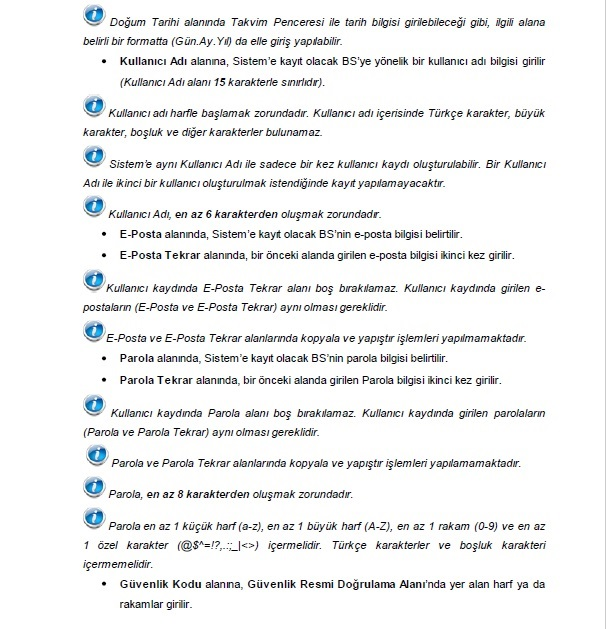 Doğum Tarihi alanında Takvim Penceresi ile tarih bilgisi girilebileceği gibi, ilgili alana
belirli bir formatta (Gün.Ay.Yıl) da elle giriş yapılabilir.
• Kullanıcı Adı alanına, Sistem’e kayıt olacak BS’ye yönelik bir kullanıcı adı bilgisi girilir
(Kullanıcı Adı alanı 15 karakterle sınırlıdır).
Kullanıcı adı harfle başlamak zorundadır. Kullanıcı adı içerisinde Türkçe karakter, büyük
karakter, boşluk ve diğer karakterler bulunamaz.
Sistem’e aynı Kullanıcı Adı ile sadece bir kez kullanıcı kaydı oluşturulabilir. Bir Kullanıcı
Adı ile ikinci bir kullanıcı oluşturulmak istendiğinde kayıt yapılamayacaktır.
Kullanıcı Adı, en az 6 karakterden oluşmak zorundadır.
• E-Posta alanında, Sistem’e kayıt olacak BS’nin e-posta bilgisi belirtilir.
• E-Posta Tekrar alanında, bir önceki alanda girilen e-posta bilgisi ikinci kez girilir.
Kullanıcı kaydında E-Posta Tekrar alanı boş bırakılamaz. Kullanıcı kaydında girilen e-
postaların (E-Posta ve E-Posta Tekrar) aynı olması gereklidir.
E-Posta ve E-Posta Tekrar alanlarında kopyala ve yapıştır işlemleri yapılmamaktadır.
• Parola alanında, Sistem’e kayıt olacak BS’nin parola bilgisi belirtilir.
• Parola Tekrar alanında, bir önceki alanda girilen Parola bilgisi ikinci kez girilir.
Kullanıcı kaydında Parola alanı boş bırakılamaz. Kullanıcı kaydında girilen parolaların
(Parola ve Parola Tekrar) aynı olması gereklidir.
Parola ve Parola Tekrar alanlarında kopyala ve yapıştır işlemleri yapılamamaktadır.
Parola, en az 8 karakterden oluşmak zorundadır.
Parola en az 1 küçük harf (a-z), en az 1 büyük harf (A-Z), en az 1 rakam (0-9) ve en az
1 özel karakter (@$^=!?,.:;_|<>) içermelidir. Türkçe karakterler ve boşluk karakteri
içermemelidir.
• Güvenlik Kodu alanına, Güvenlik Resmi Doğrulama Alanı’nda yer alan harf ya da
rakamlar girilir.